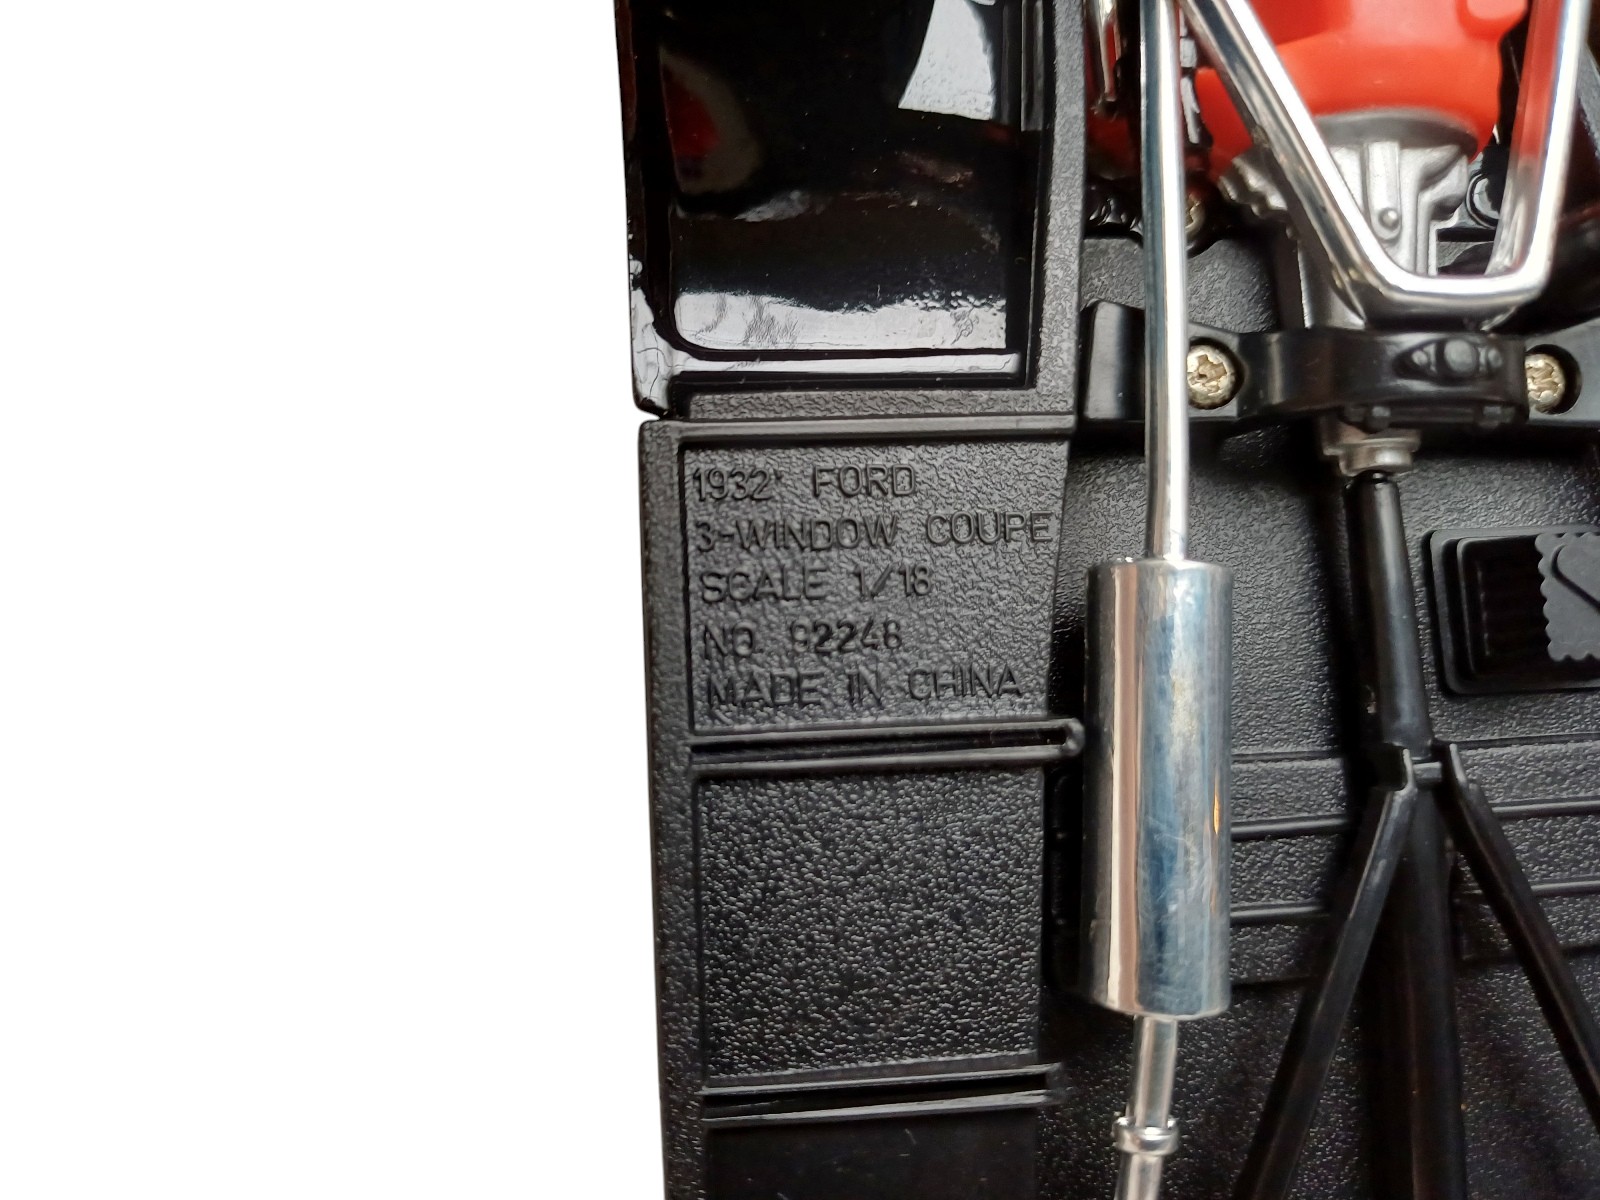 1932' FORD
3-WINDOW COUPE
SCALE 1/18
NO. 92248
MADE IN CHINA